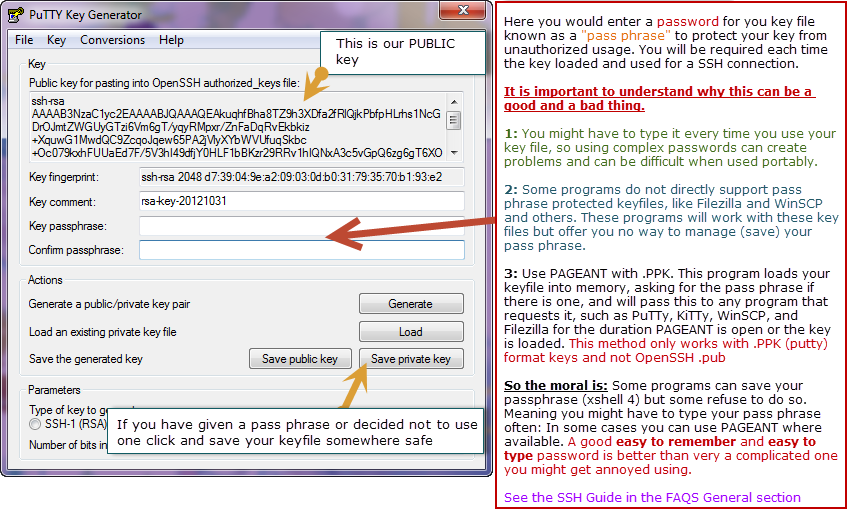 PuTTY Key Generator
File Key Conversions Help
This is our PUBLIC
key
Key
Public key for pasting into OpenSSH authorized_keys file:
ssh-rsa
AAAAB3NzaC1yc2EAAAABJQAAAQEAkuqhfBha8TZ9h3XDfa2fRlQjkPbfpHLrhs1NcG
DrOJmtZWGUyGTzi6Vm6gT/yqyRMpxr/ZnFaDqRvEkbkiz
+XquwG1MwdQC9ZcqoJqew65PA2jVlyXYbWVUfuqSkbc
+Oc079kxhFUUaEd7F/5V3hI49dfjY0HLF1bBKzr29RRv1hIQNxA3c5vGpQ6zg6gT6XO
Key fingerprint:
ssh-rsa 2048 d7:39:04:9e:a2:09:03:0d:b0:31:79:35:70:b1:93:e2
Key comment:
rsa-key-20121031
Key passphrase:
Confirm passphrase:
Actions
Generate a public/private key pair
Generate
Load an existing private key file
Load
Save the generated key
Save public key
Save private key
Parameters
Type of key to
SSH-1 (RSA)
Number of bits in
If you have given a pass phrase or decided not to use
one click and save your keyfile somewhere safe
Here you would enter a password for you key file
known as a "pass phrase" to protect your key from
unauthorized usage. You will be required each time
the key loaded and used for a SSH connection.
It is important to understand why this can be a
good and a bad thing.
1: You might have to type it every time you use your
key file, so using complex passwords can create
problems and can be difficult when used portably.
2: Some programs do not directly support pass
phrase protected keyfiles, like Filezilla and WinSCP
and others. These programs will work with these key
files but offer you no way to manage (save) your
pass phrase.
3: Use PAGEANT with .PPK. This program loads your
keyfile into memory, asking for the pass phrase if
there is one, and will pass this to any program that
requests it, such as PuTTy, KiTTy, WinSCP, and
Filezilla for the duration PAGEANT is open or the key
is loaded. This method only works with .PPK (putty)
format keys and not OpenSSH .pub
So the moral is: Some programs can save your
passphrase (xshell 4) but some refuse to do so.
Meaning you might have to type your pass phrase
often: In some cases you can use PAGEANT where
available. A good easy to remember and easy to
type password is better than very a complicated one
you might get annoyed using.
See the SSH Guide in the FAQS General section